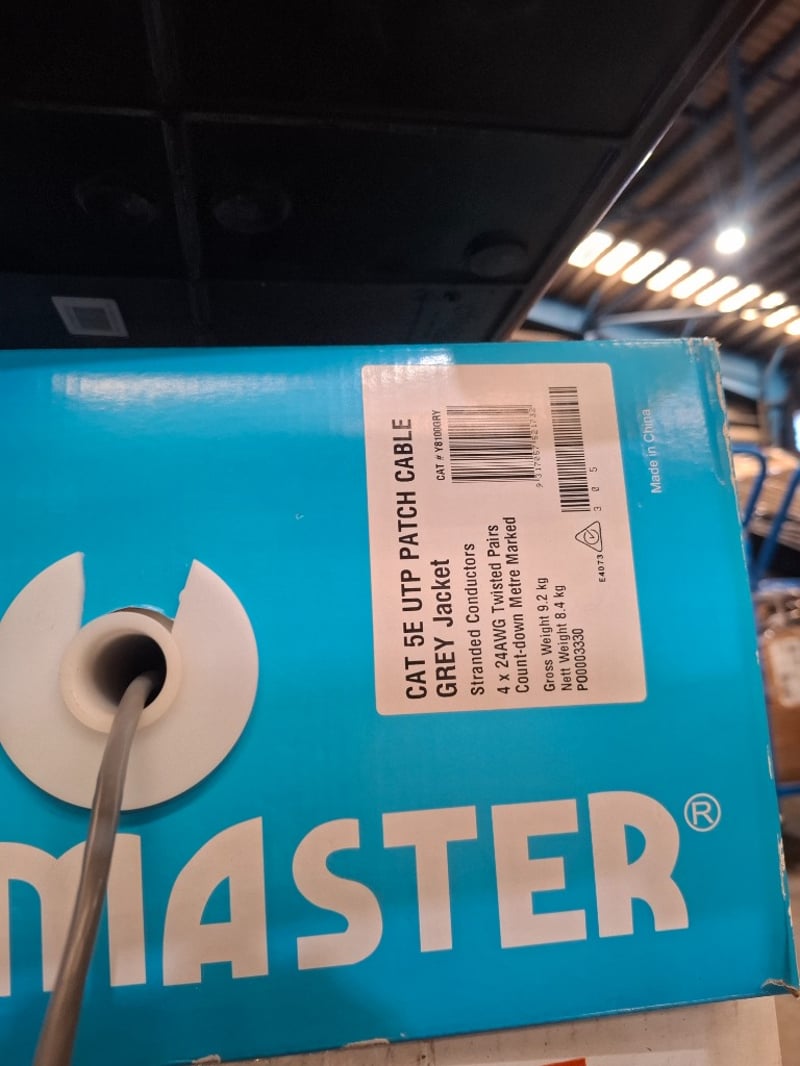 CAT 5E UTP PATCH CABLE
GREY Jacket
CAT # Y8100GRY
Stranded Conductors
4 x 24AWG Twisted Pairs
Count-down Metre Marked
Gross Weight 9.2 kg
Nett Weight 8.4 kg
PO0003330
E4073
3 0 5
Made in China
MASTER®